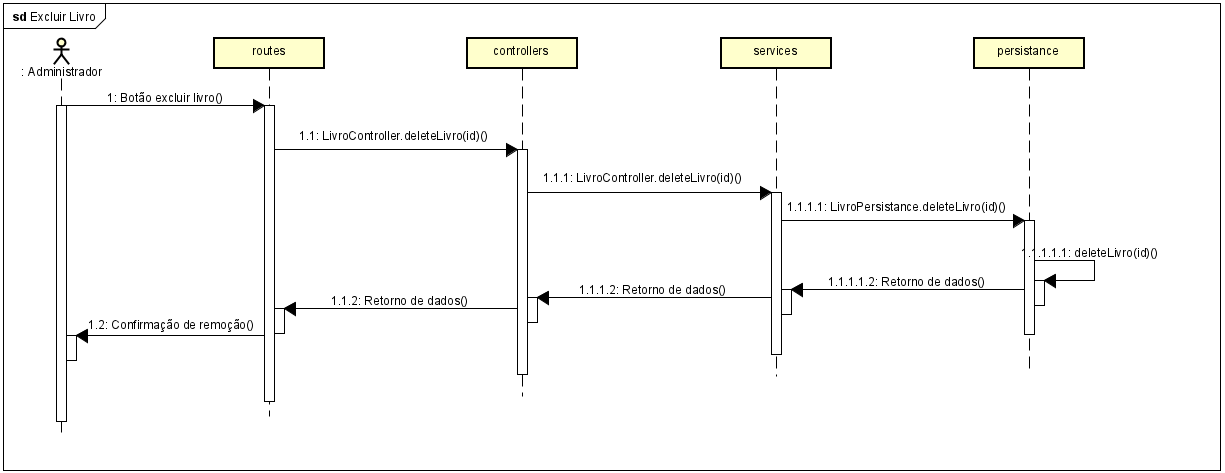 sd Excluir Livro
: Administrador
routes
controllers
services
persistance
1: Botão excluir livro()
1.1: LivroController.deleteLivro(id)()
1.1.1: LivroController.deleteLivro(id)()
1.1.1.1: LivroPersistance.deleteLivro(id)()
1.1.1.1.1: deleteLivro(id)()
1.1.1.1.2: Retorno de dados()
1.1.1.2: Retorno de dados()
1.1.2: Retorno de dados()
1.2: Confirmação de remoção()